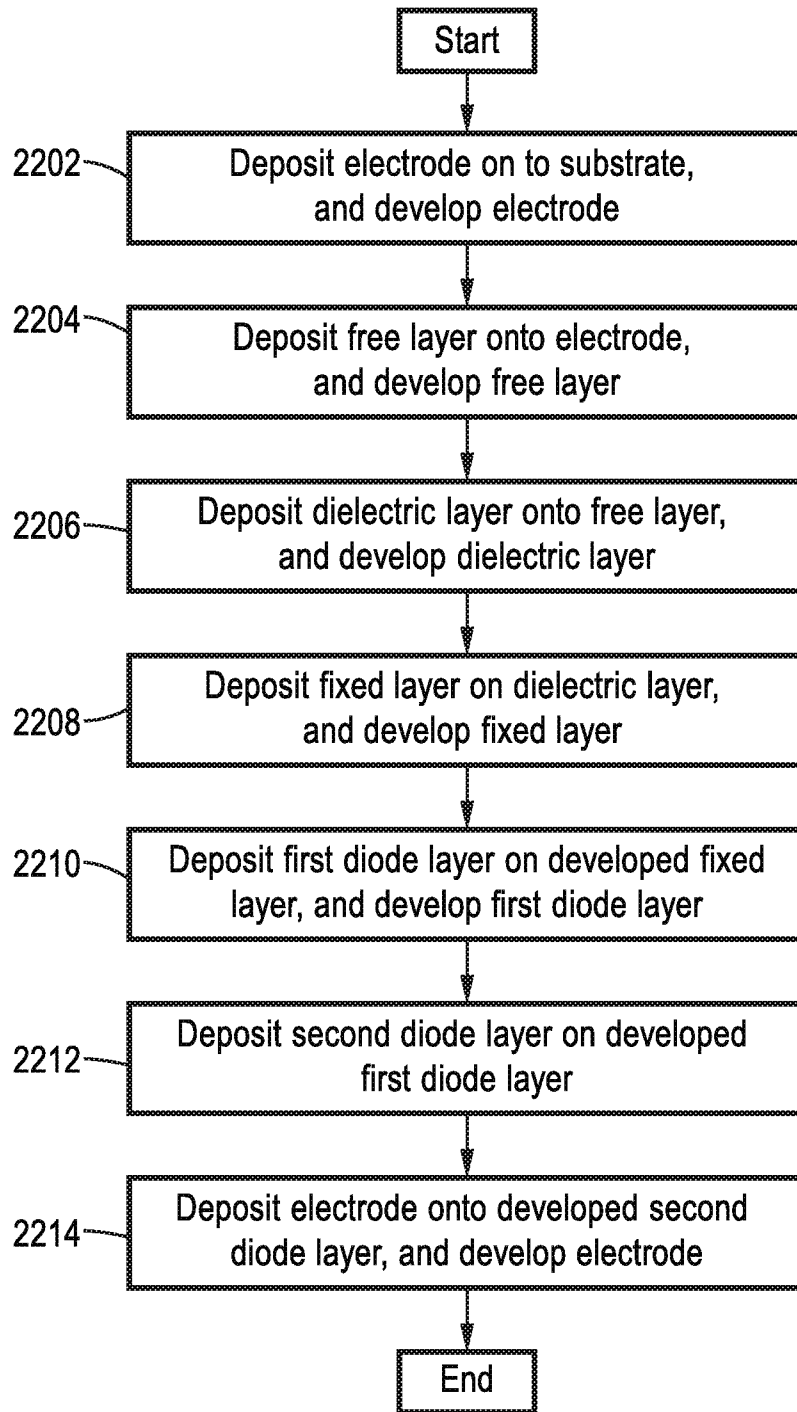 Start
2202
Deposit electrode on to substrate,
and develop electrode
2204
Deposit free layer onto electrode,
and develop free layer
2206
Deposit dielectric layer onto free layer,
and develop dielectric layer
2208
Deposit fixed layer on dielectric layer,
and develop fixed layer
2210
Deposit first diode layer on developed fixed
layer, and develop first diode layer
2212
Deposit second diode layer on developed
first diode layer
2214
Deposit electrode onto developed second
diode layer, and develop electrode
End